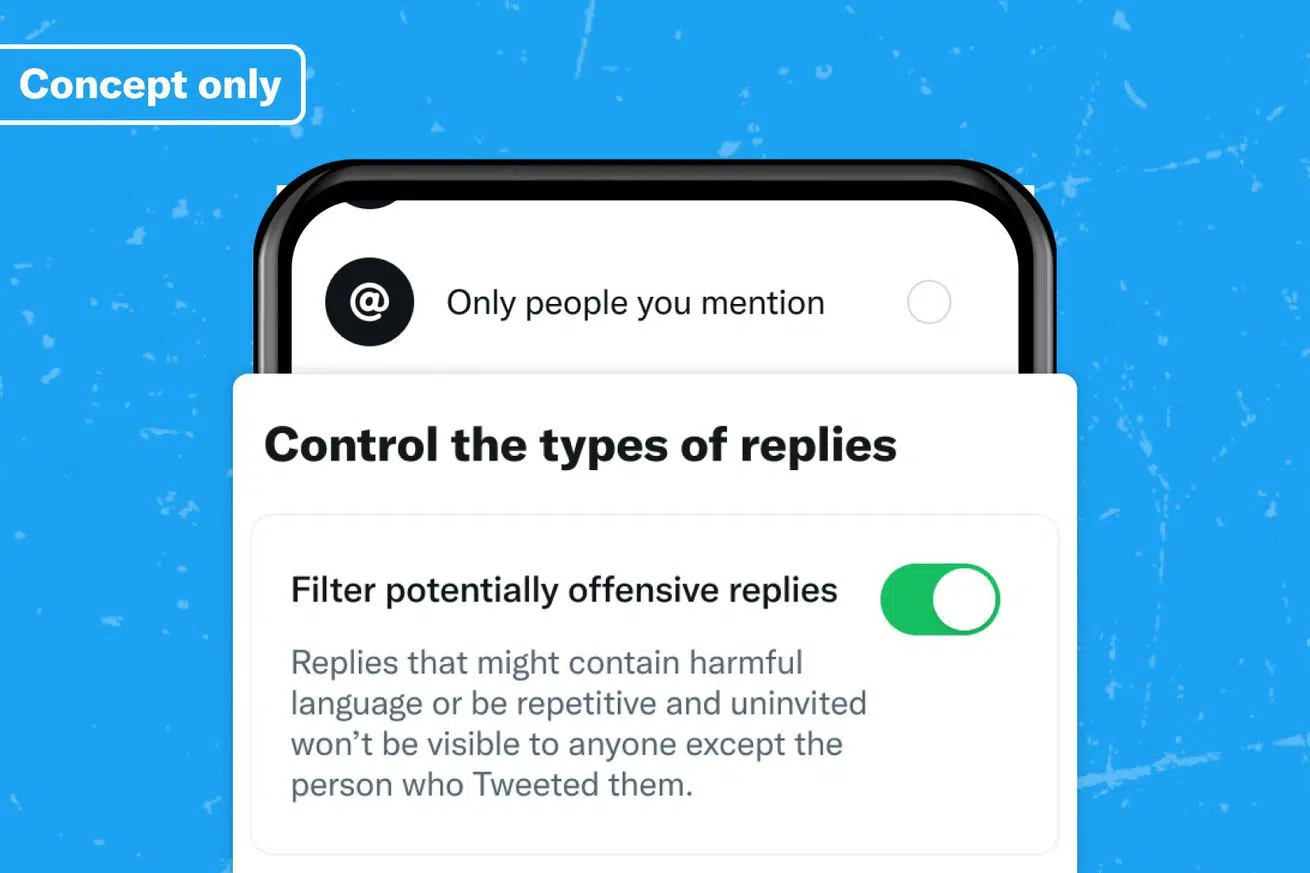 Concept only
@
Only people you mention
Control the types of replies
Filter potentially offensive replies
Replies that might contain harmful
language or be repetitive and uninvited
won’t be visible to anyone except the
person who Tweeted them.